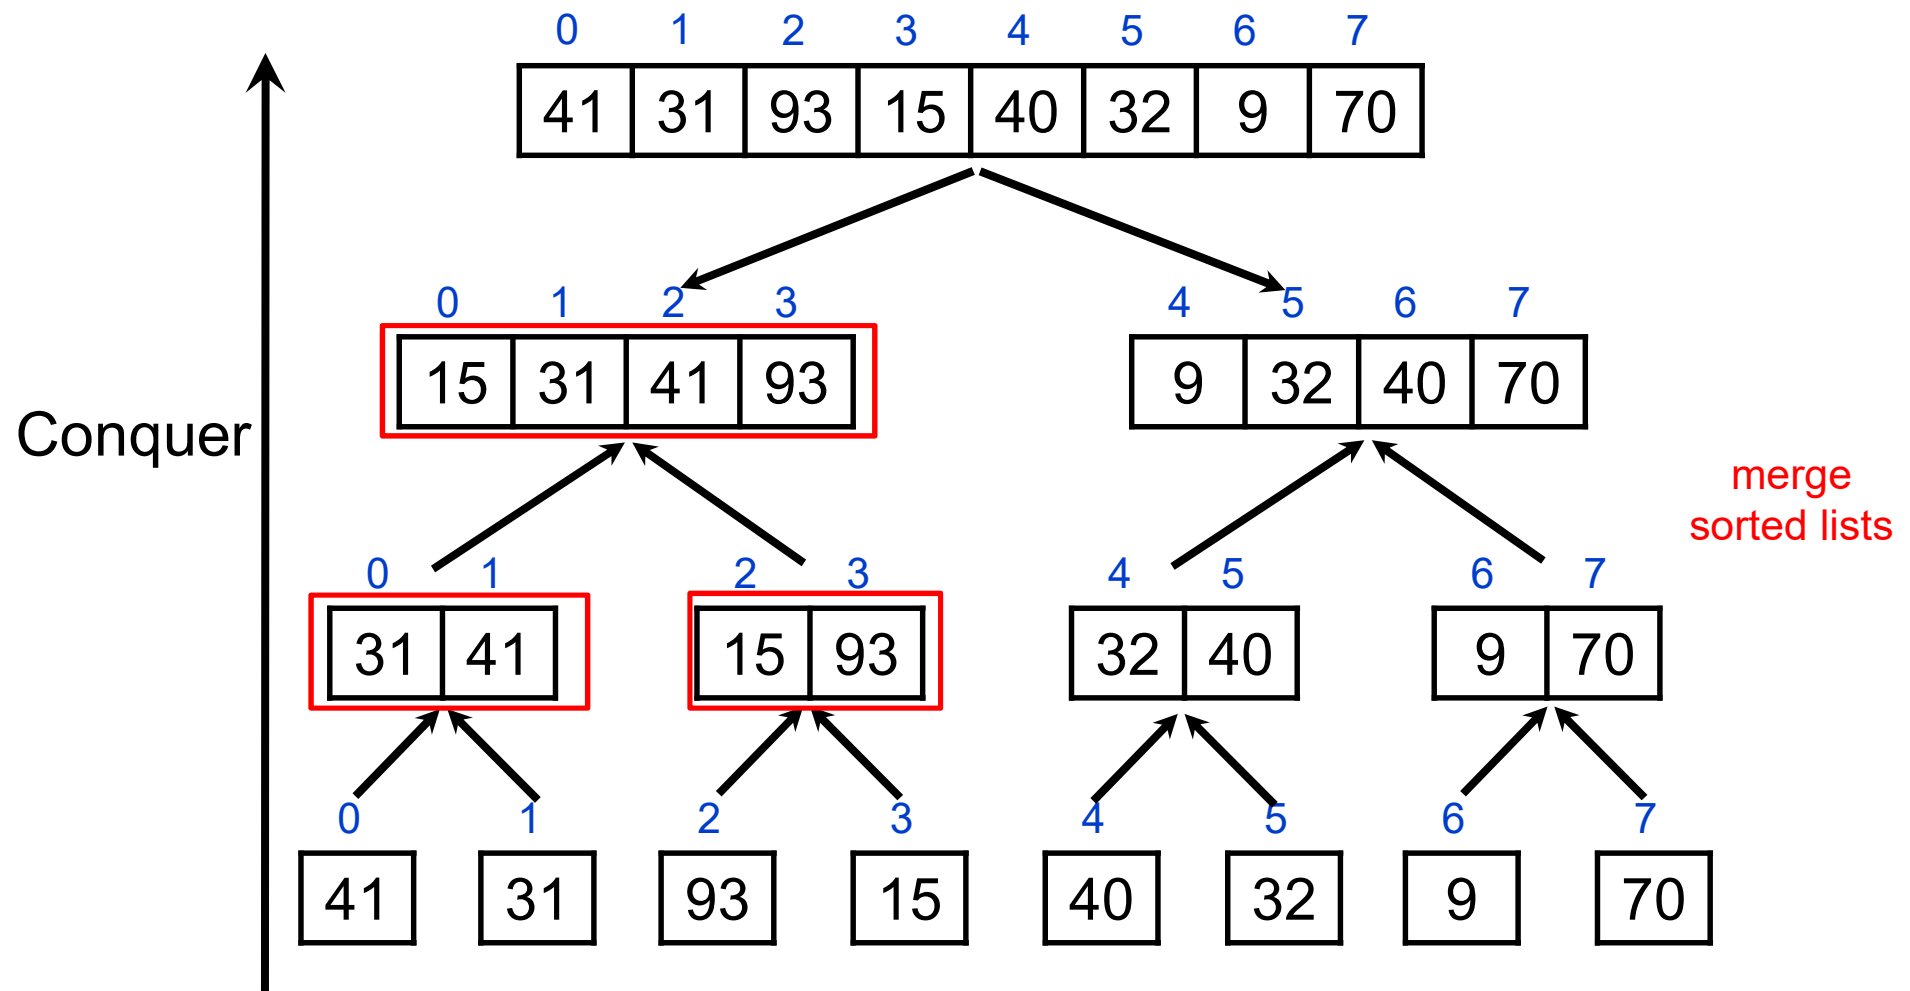 0 1 2 3 4 5 6 7
41 31 93 15 40 32 9 70
0 1 2 3 4 5 6 7
15 31 41 93 9 32 40 70
Conquer
merge
sorted lists
0 1 2 3 4 5 6 7
31 41 15 93 32 40 9 70
0 1 2 3 4 5 6 7
41 31 93 15 40 32 9 70